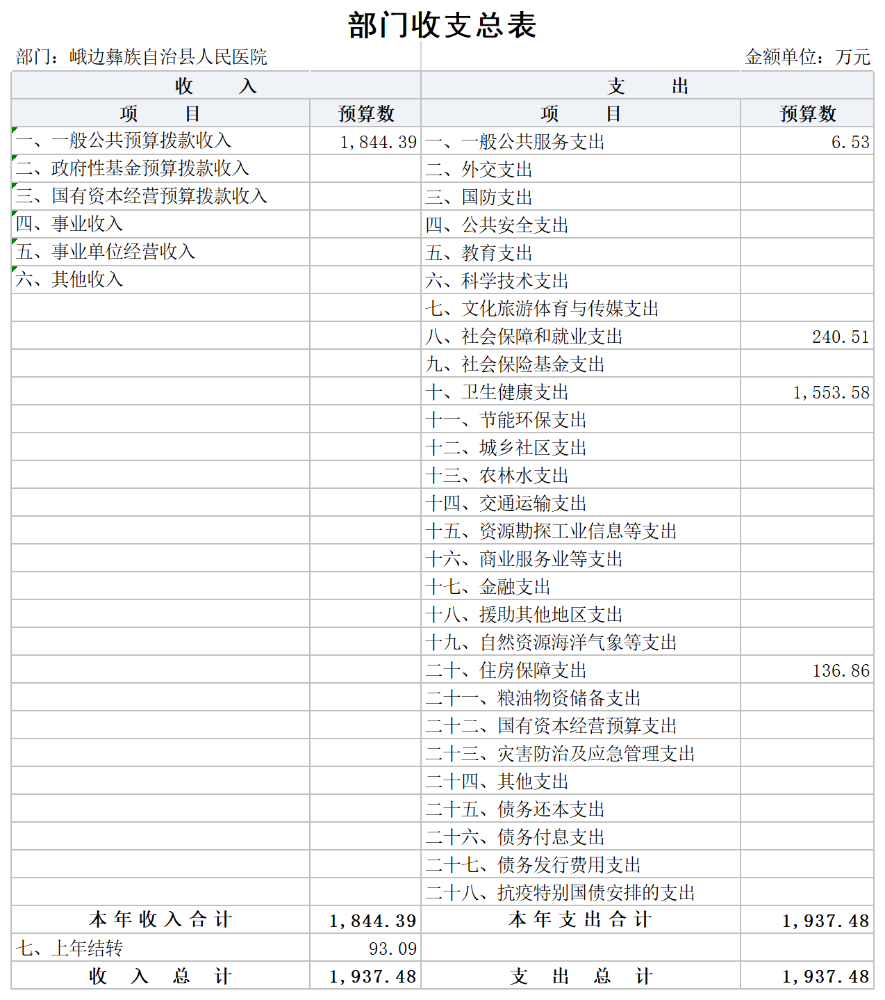 部门收支总表
部门：峨边彝族自治县人民医院 金额单位：万元
收 入 支 出
项 目 预算数 项 目 预算数
一、一般公共预算拨款收入 1,844.39 一、一般公共服务支出 6.53
二、政府性基金预算拨款收入 二、外交支出
三、国有资本经营预算拨款收入 三、国防支出
四、事业收入 四、公共安全支出
五、事业单位经营收入 五、教育支出
六、其他收入 六、科学技术支出
七、文化旅游体育与传媒支出
八、社会保障和就业支出 240.51
九、社会保险基金支出
十、卫生健康支出 1,553.58
十一、节能环保支出
十二、城乡社区支出
十三、农林水支出
十四、交通运输支出
十五、资源勘探工业信息等支出
十六、商业服务业等支出
十七、金融支出
十八、援助其他地区支出
十九、自然资源海洋气象等支出
二十、住房保障支出 136.86
二十一、粮油物资储备支出
二十二、国有资本经营预算支出
二十三、灾害防治及应急管理支出
二十四、其他支出
二十五、债务还本支出
二十六、债务付息支出
二十七、债务发行费用支出
二十八、抗疫特别国债安排的支出
本年收入合计 1,844.39 本年支出合计 1,937.48
七、上年结转 93.09
收 入 总 计 1,937.48 支 出 总 计 1,937.48